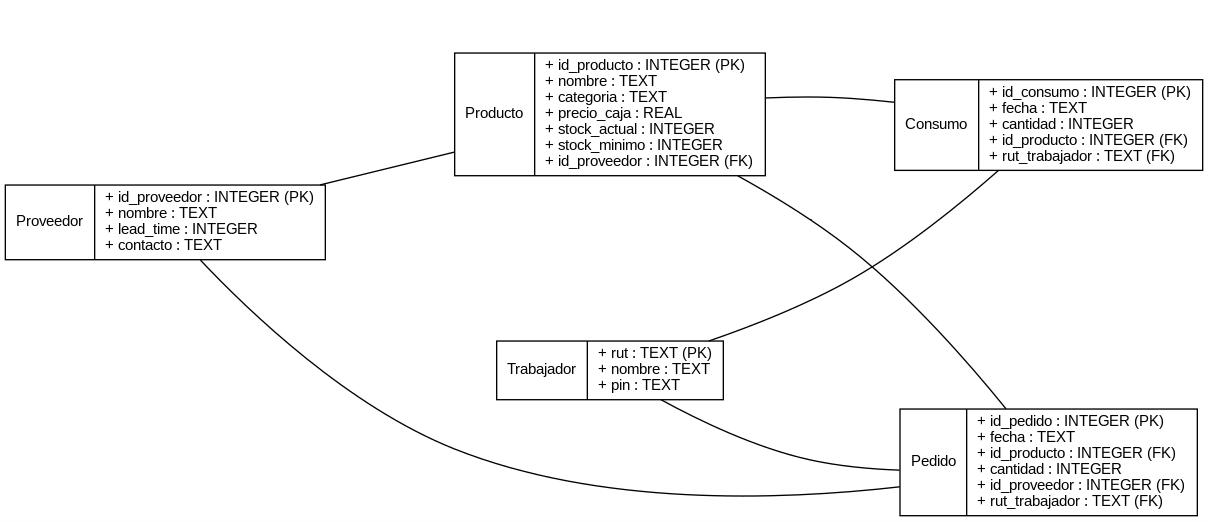 Proveedor
+ id_proveedor : INTEGER (PK)
+ nombre : TEXT
+ lead_time : INTEGER
+ contacto : TEXT
Producto
+ id_producto : INTEGER (PK)
+ nombre : TEXT
+ categoria : TEXT
+ precio_caja : REAL
+ stock_actual : INTEGER
+ stock_minimo : INTEGER
+ id_proveedor : INTEGER (FK)
Consumo
+ id_consumo : INTEGER (PK)
+ fecha : TEXT
+ cantidad : INTEGER
+ id_producto : INTEGER (FK)
+ rut_trabajador : TEXT (FK)
Trabajador
+ rut : TEXT (PK)
+ nombre : TEXT
+ pin : TEXT
Pedido
+ id_pedido : INTEGER (PK)
+ fecha : TEXT
+ id_producto : INTEGER (FK)
+ cantidad : INTEGER
+ id_proveedor : INTEGER (FK)
+ rut_trabajador : TEXT (FK)